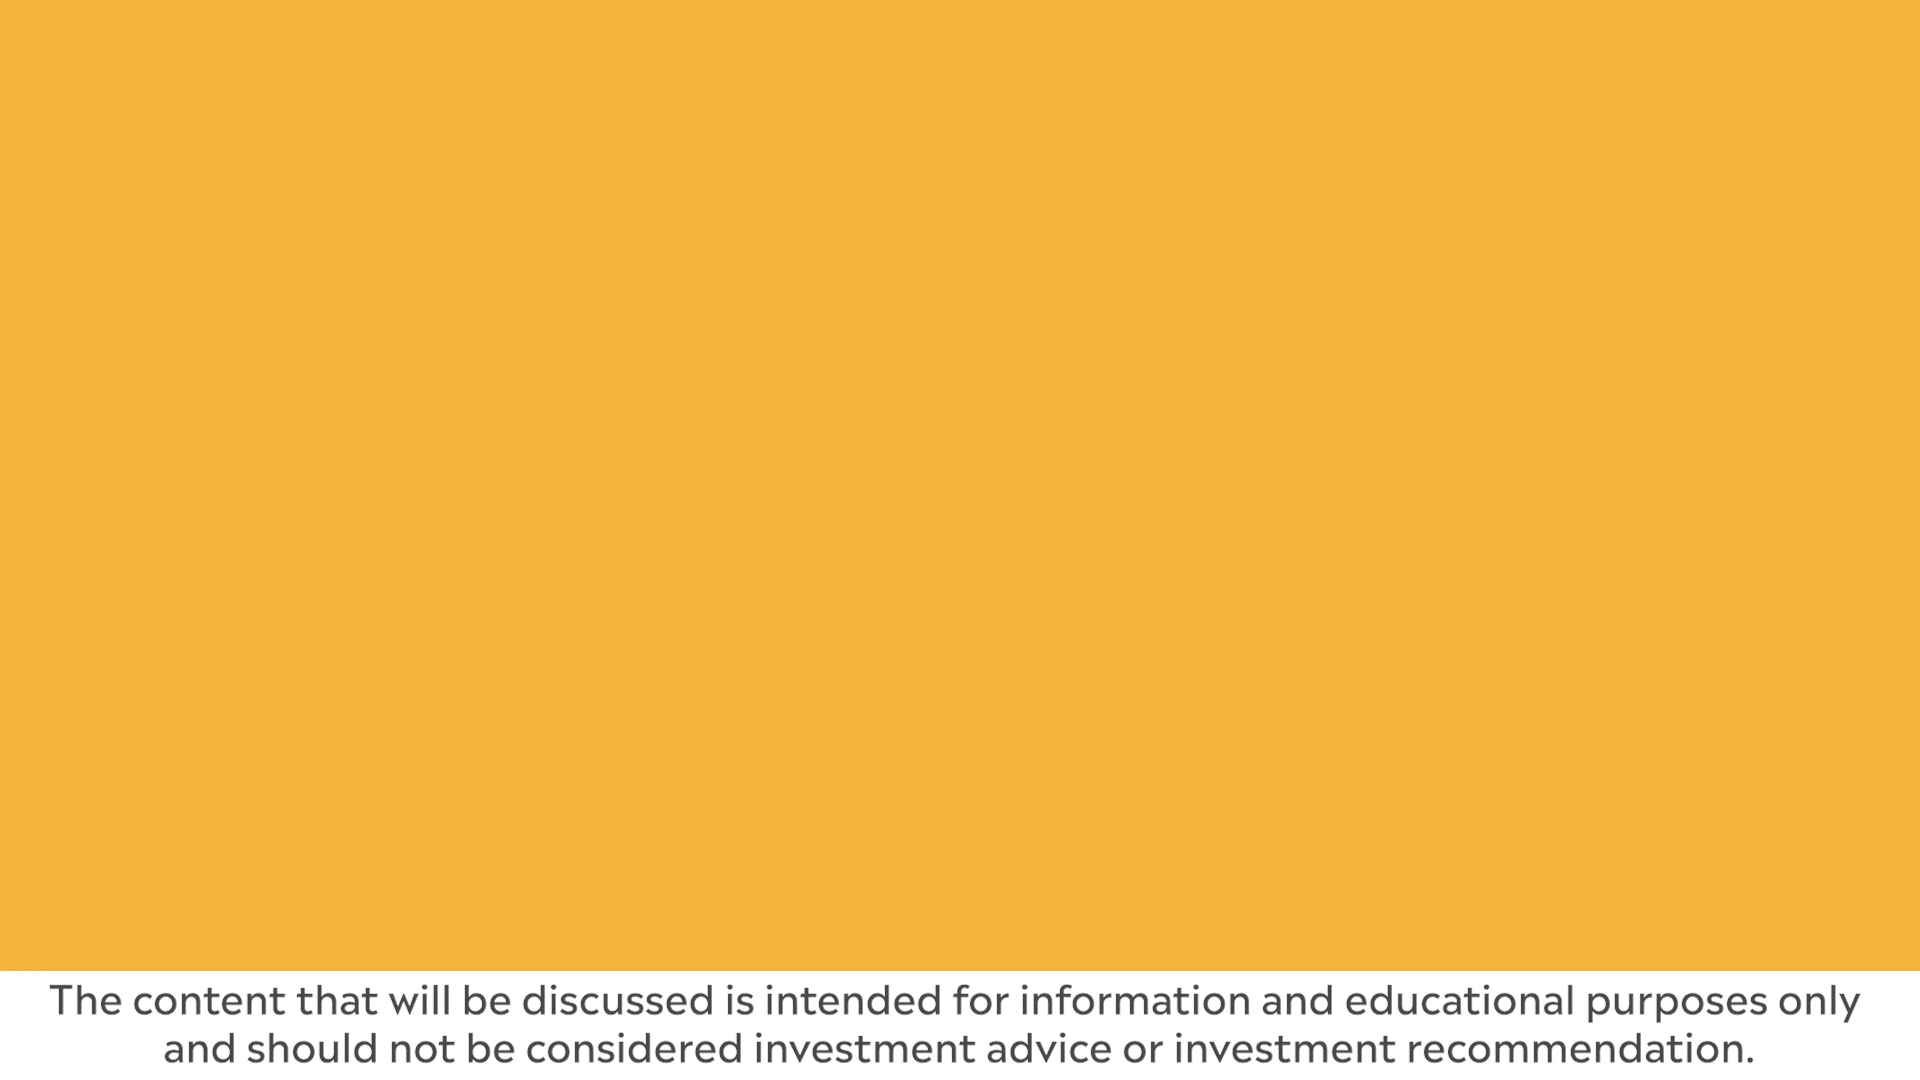 The content that will be discussed is intended for information and educational purposes only
and should not be considered investment advice or investment recommendation.